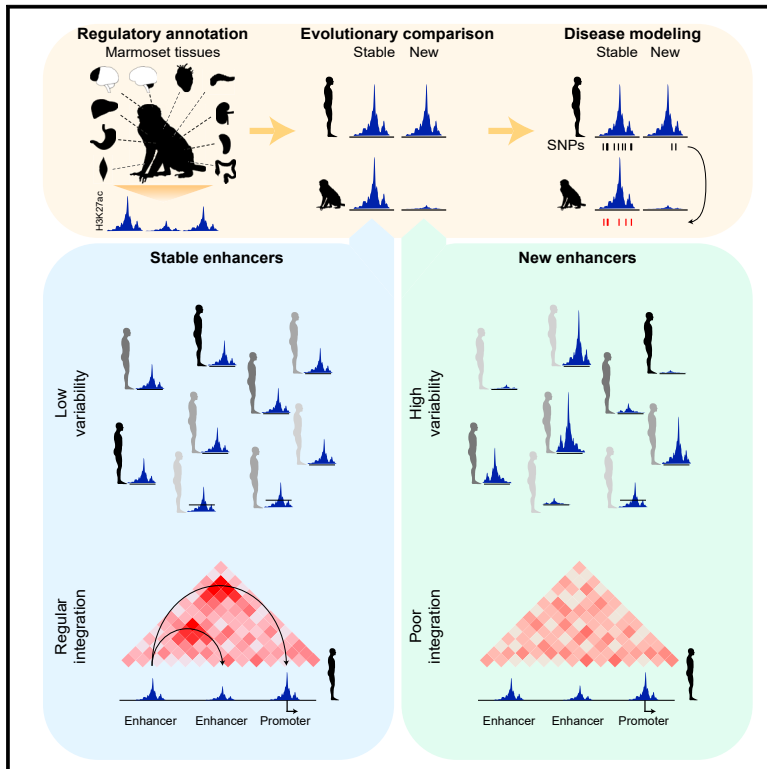 Regulatory annotation
Marmoset tissues
H3K27ac
Evolutionary comparison
Stable New
Disease modeling
Stable New
SNPs
Stable enhancers
Low
variability
Regular
integration
Enhancer Enhancer Promoter
New enhancers
High
variability
Poor
integration
Enhancer Enhancer Promoter